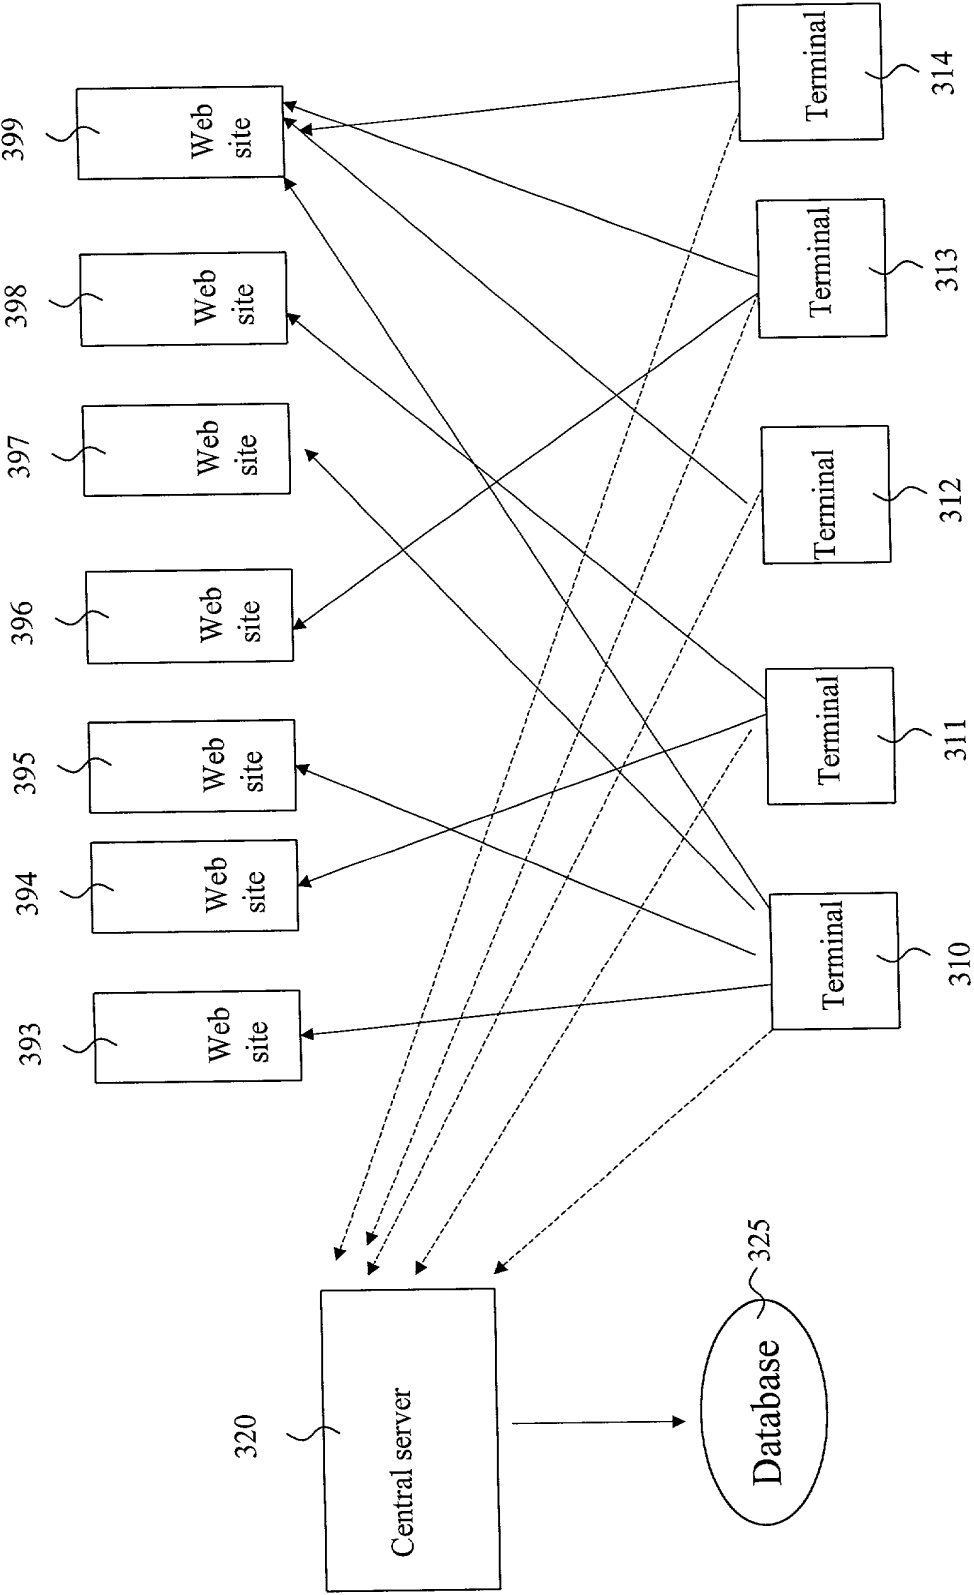 320
Central server
325
Database
393
Web
site
394
Web
site
395
Web
site
396
Web
site
397
Web
site
398
Web
site
399
Web
site
Terminal
310
Terminal
311
Terminal
312
Terminal
313
Terminal
314